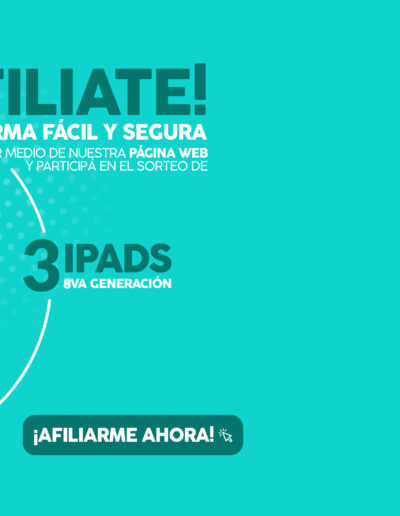 FILIATE!
RMA FÁCIL Y SEGURA
R MEDIO DE NUESTRA PÁGINA WEB
Y PARTICIPÁ EN EL SORTEO DE
3 IPADS
8VA GENERACIÓN
¡AFILIARME AHORA!